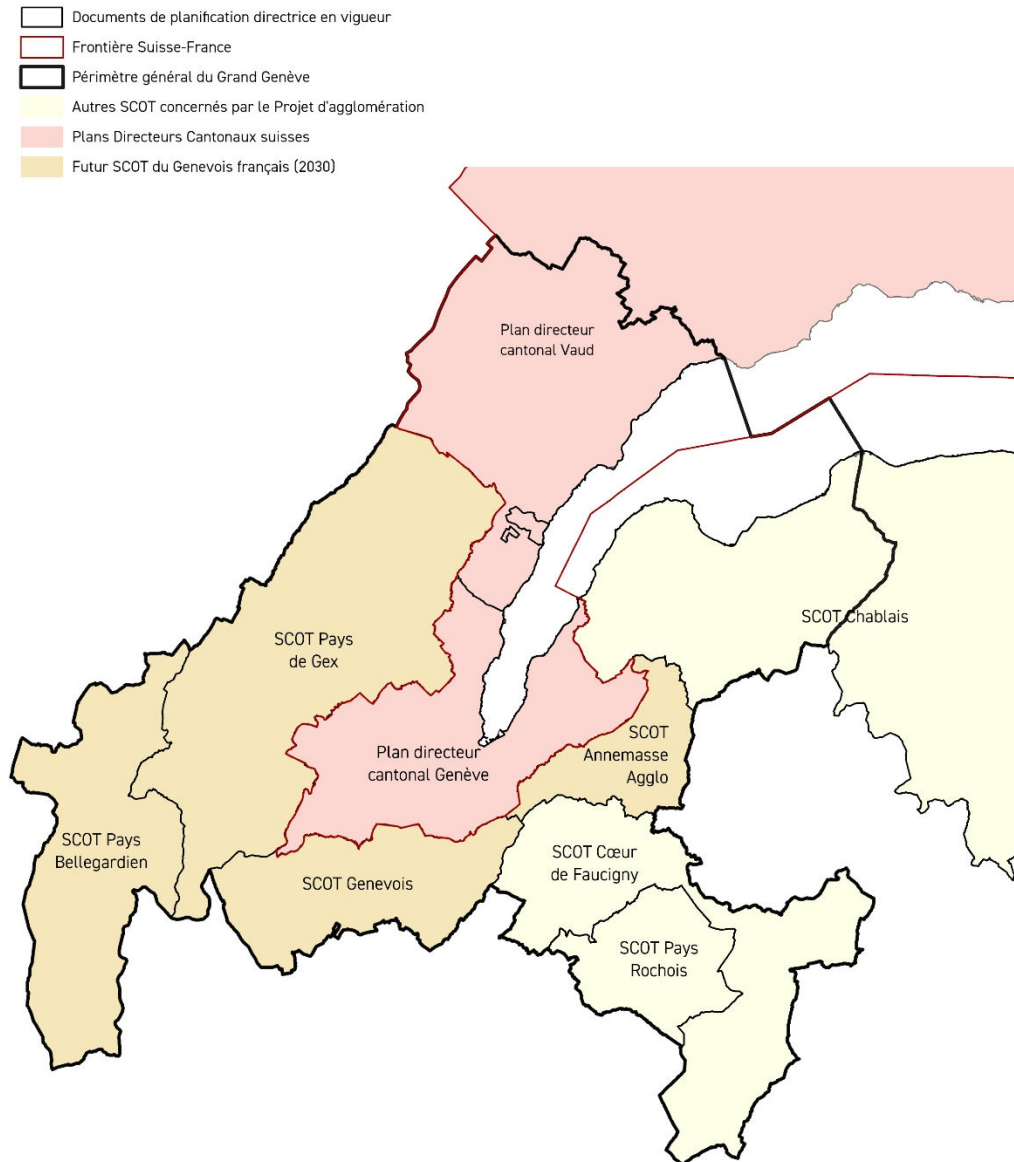 Documents de planification directrice en vigueur
Frontière Suisse-France
Périmètre général du Grand Genève
Autres SCOT concernés par le Projet d'agglomération
Plans Directeurs Cantonaux suisses
Futur SCOT du Genevois français (2030)
Plan directeur
cantonal Vaud
SCOT Chablais
SCOT Pays
de Gex
SCOT
Annemasse
Agglo
Plan directeur
cantonal Genève
SCOT Pays
Bellegardien
SCOT Cœur
de Faucigny
SCOT Genevois
SCOT Pays
Rochois